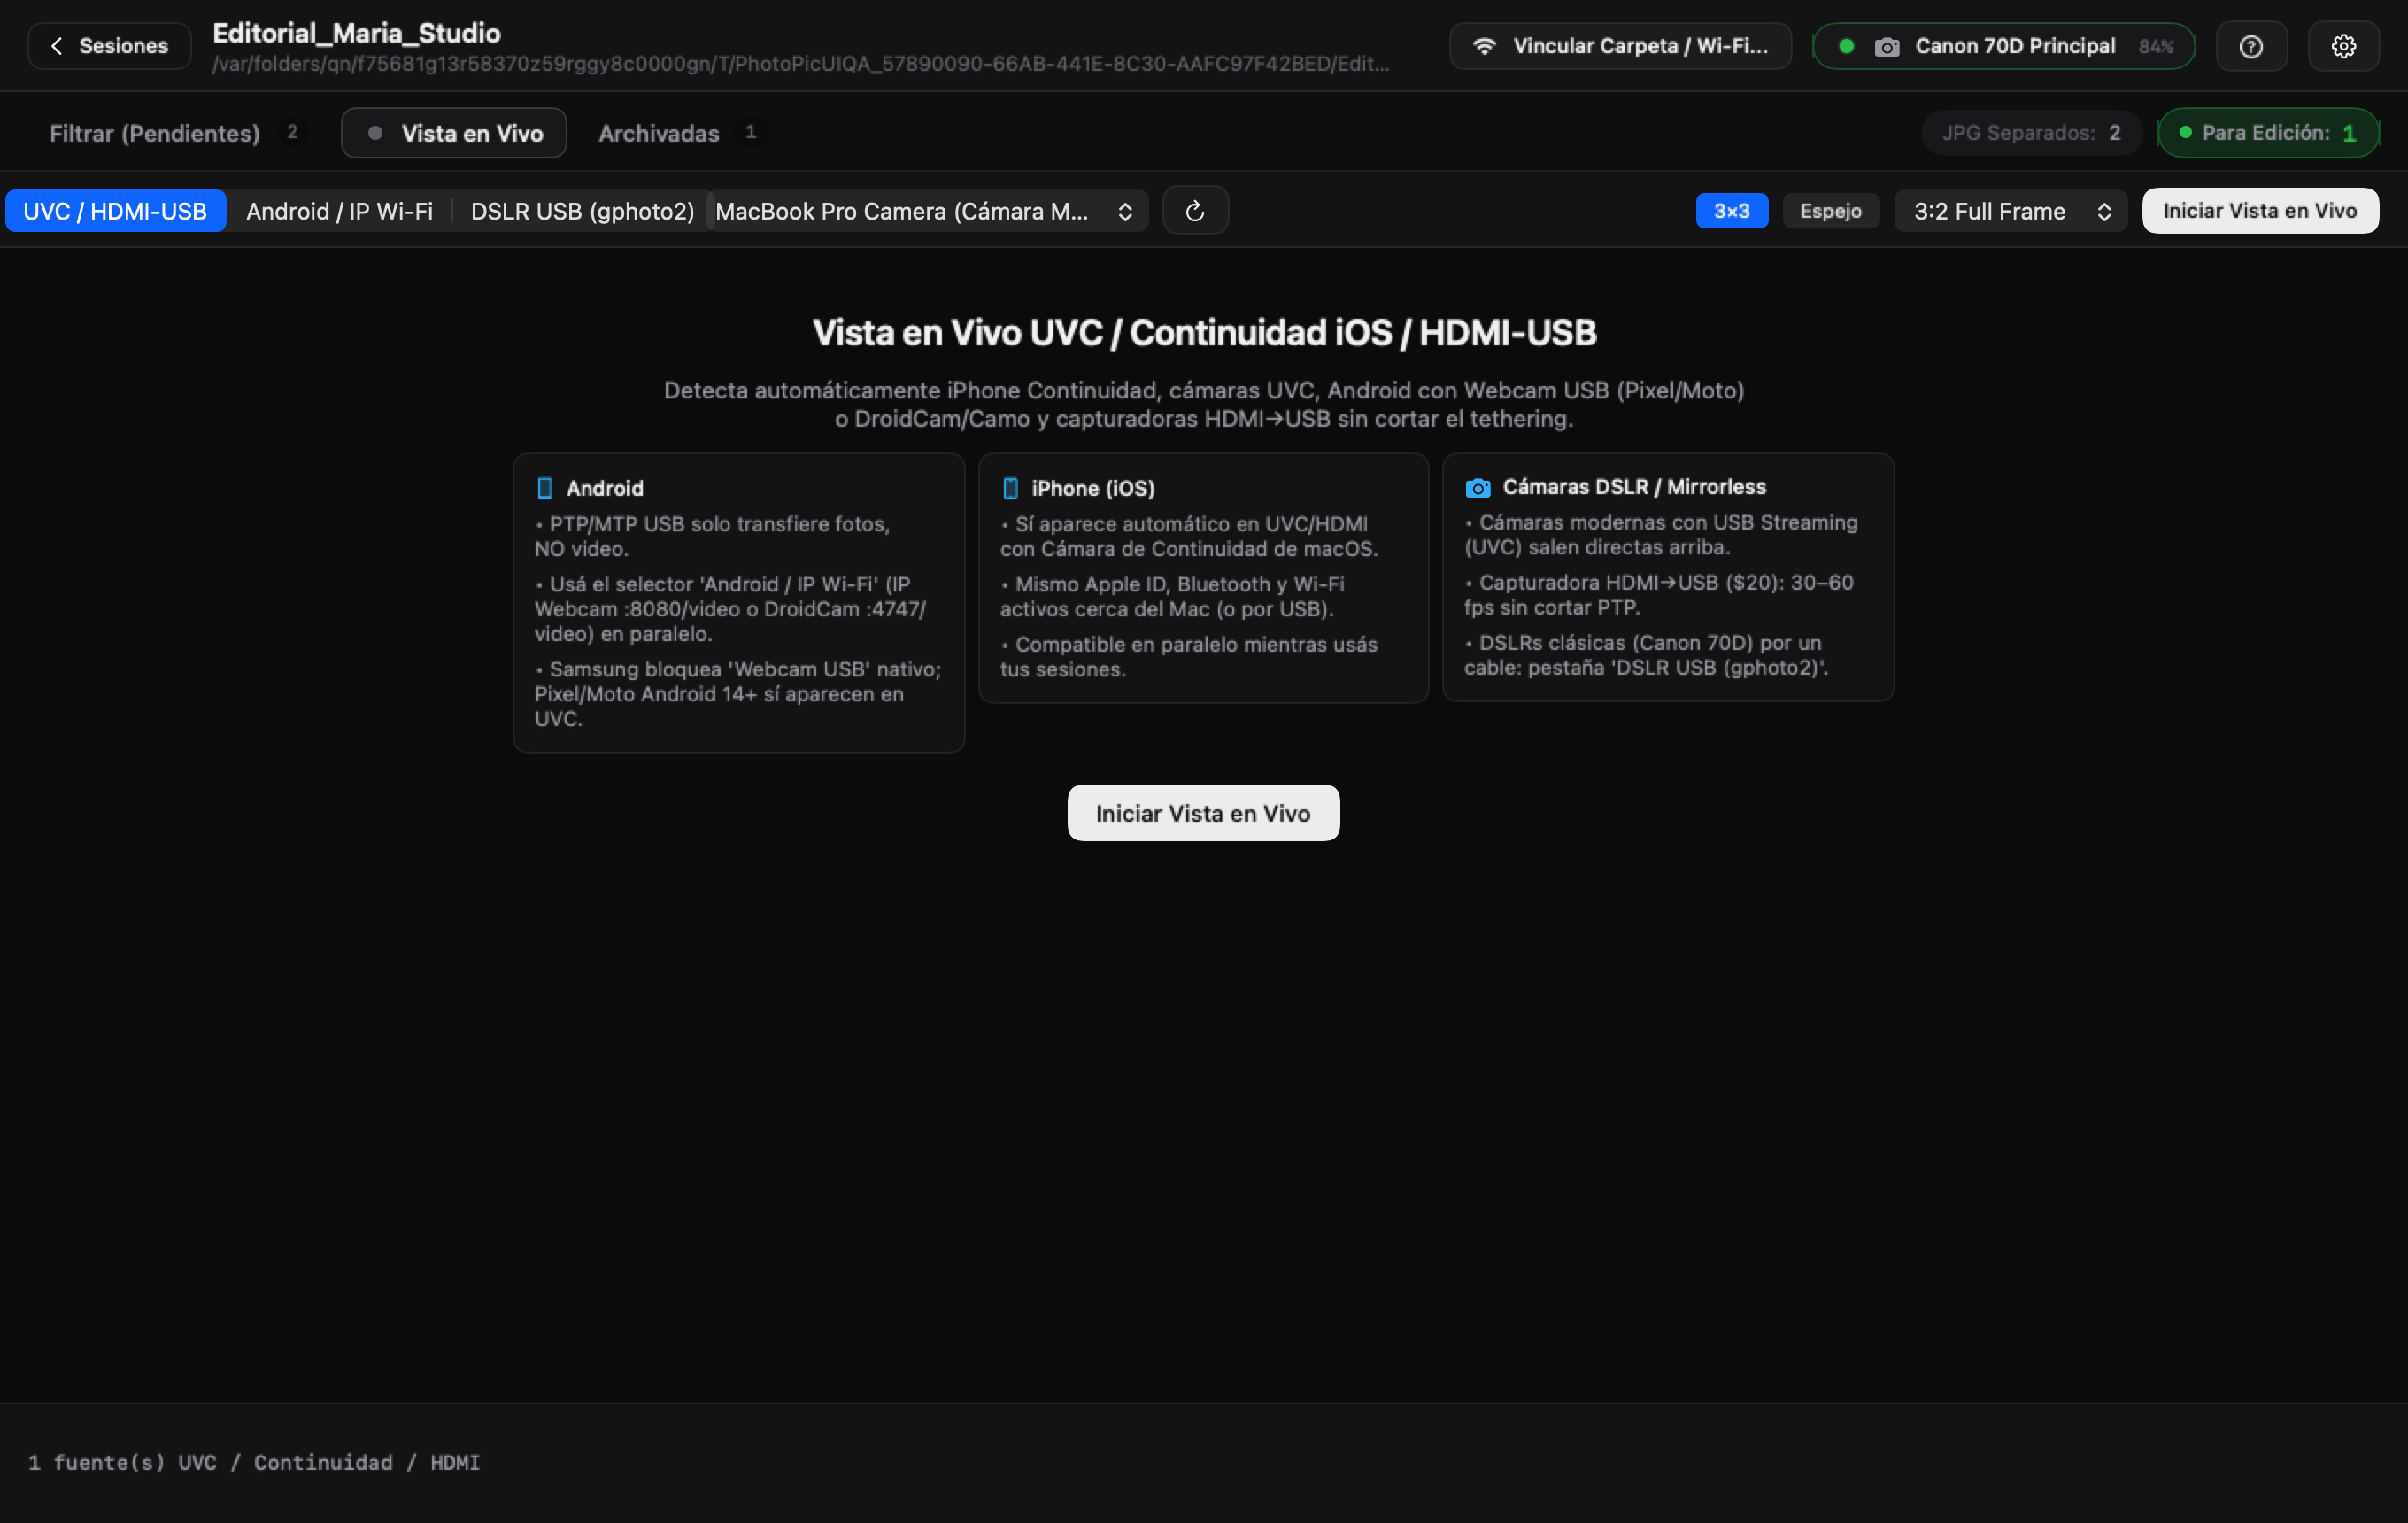 Sesiones
Editorial_Maria_Studio
/var/folders/qn/f75681g13r58370z59rggy8c0000gn/T/PhotoPicUIQA_57890090-66AB-441E-8C30-AAFC97F42BED/Edit...
Vincular Carpeta / Wi-Fi...
Canon 70D Principal 84%
Filtrar (Pendientes) 2
Vista en Vivo
Archivadas 1
JPG Separados: 2
Para Edición: 1
UVC / HDMI-USB
Android / IP Wi-Fi
DSLR USB (gphoto2)
MacBook Pro Camera (Cámara M...
3×3
Espejo
3:2 Full Frame
Iniciar Vista en Vivo
Vista en Vivo UVC / Continuidad iOS / HDMI-USB
Detecta automáticamente iPhone Continuidad, cámaras UVC, Android con Webcam USB (Pixel/Moto)
o DroidCam/Camo y capturadoras HDMI→USB sin cortar el tethering.
Android
• PTP/MTP USB solo transfiere fotos,
NO video.
• Usá el selector 'Android / IP Wi-Fi' (IP
Webcam :8080/video o DroidCam :4747/
video) en paralelo.
• Samsung bloquea 'Webcam USB' nativo;
Pixel/Moto Android 14+ sí aparecen en
UVC.
iPhone (iOS)
• Sí aparece automático en UVC/HDMI
con Cámara de Continuidad de macOS.
• Mismo Apple ID, Bluetooth y Wi-Fi
activos cerca del Mac (o por USB).
• Compatible en paralelo mientras usás
tus sesiones.
Cámaras DSLR / Mirrorless
• Cámaras modernas con USB Streaming
(UVC) salen directas arriba.
• Capturadora HDMI→USB ($20): 30–60
fps sin cortar PTP.
• DSLRs clásicas (Canon 70D) por un
cable: pestaña 'DSLR USB (gphoto2)'.
Iniciar Vista en Vivo
1 fuente(s) UVC / Continuidad / HDMI